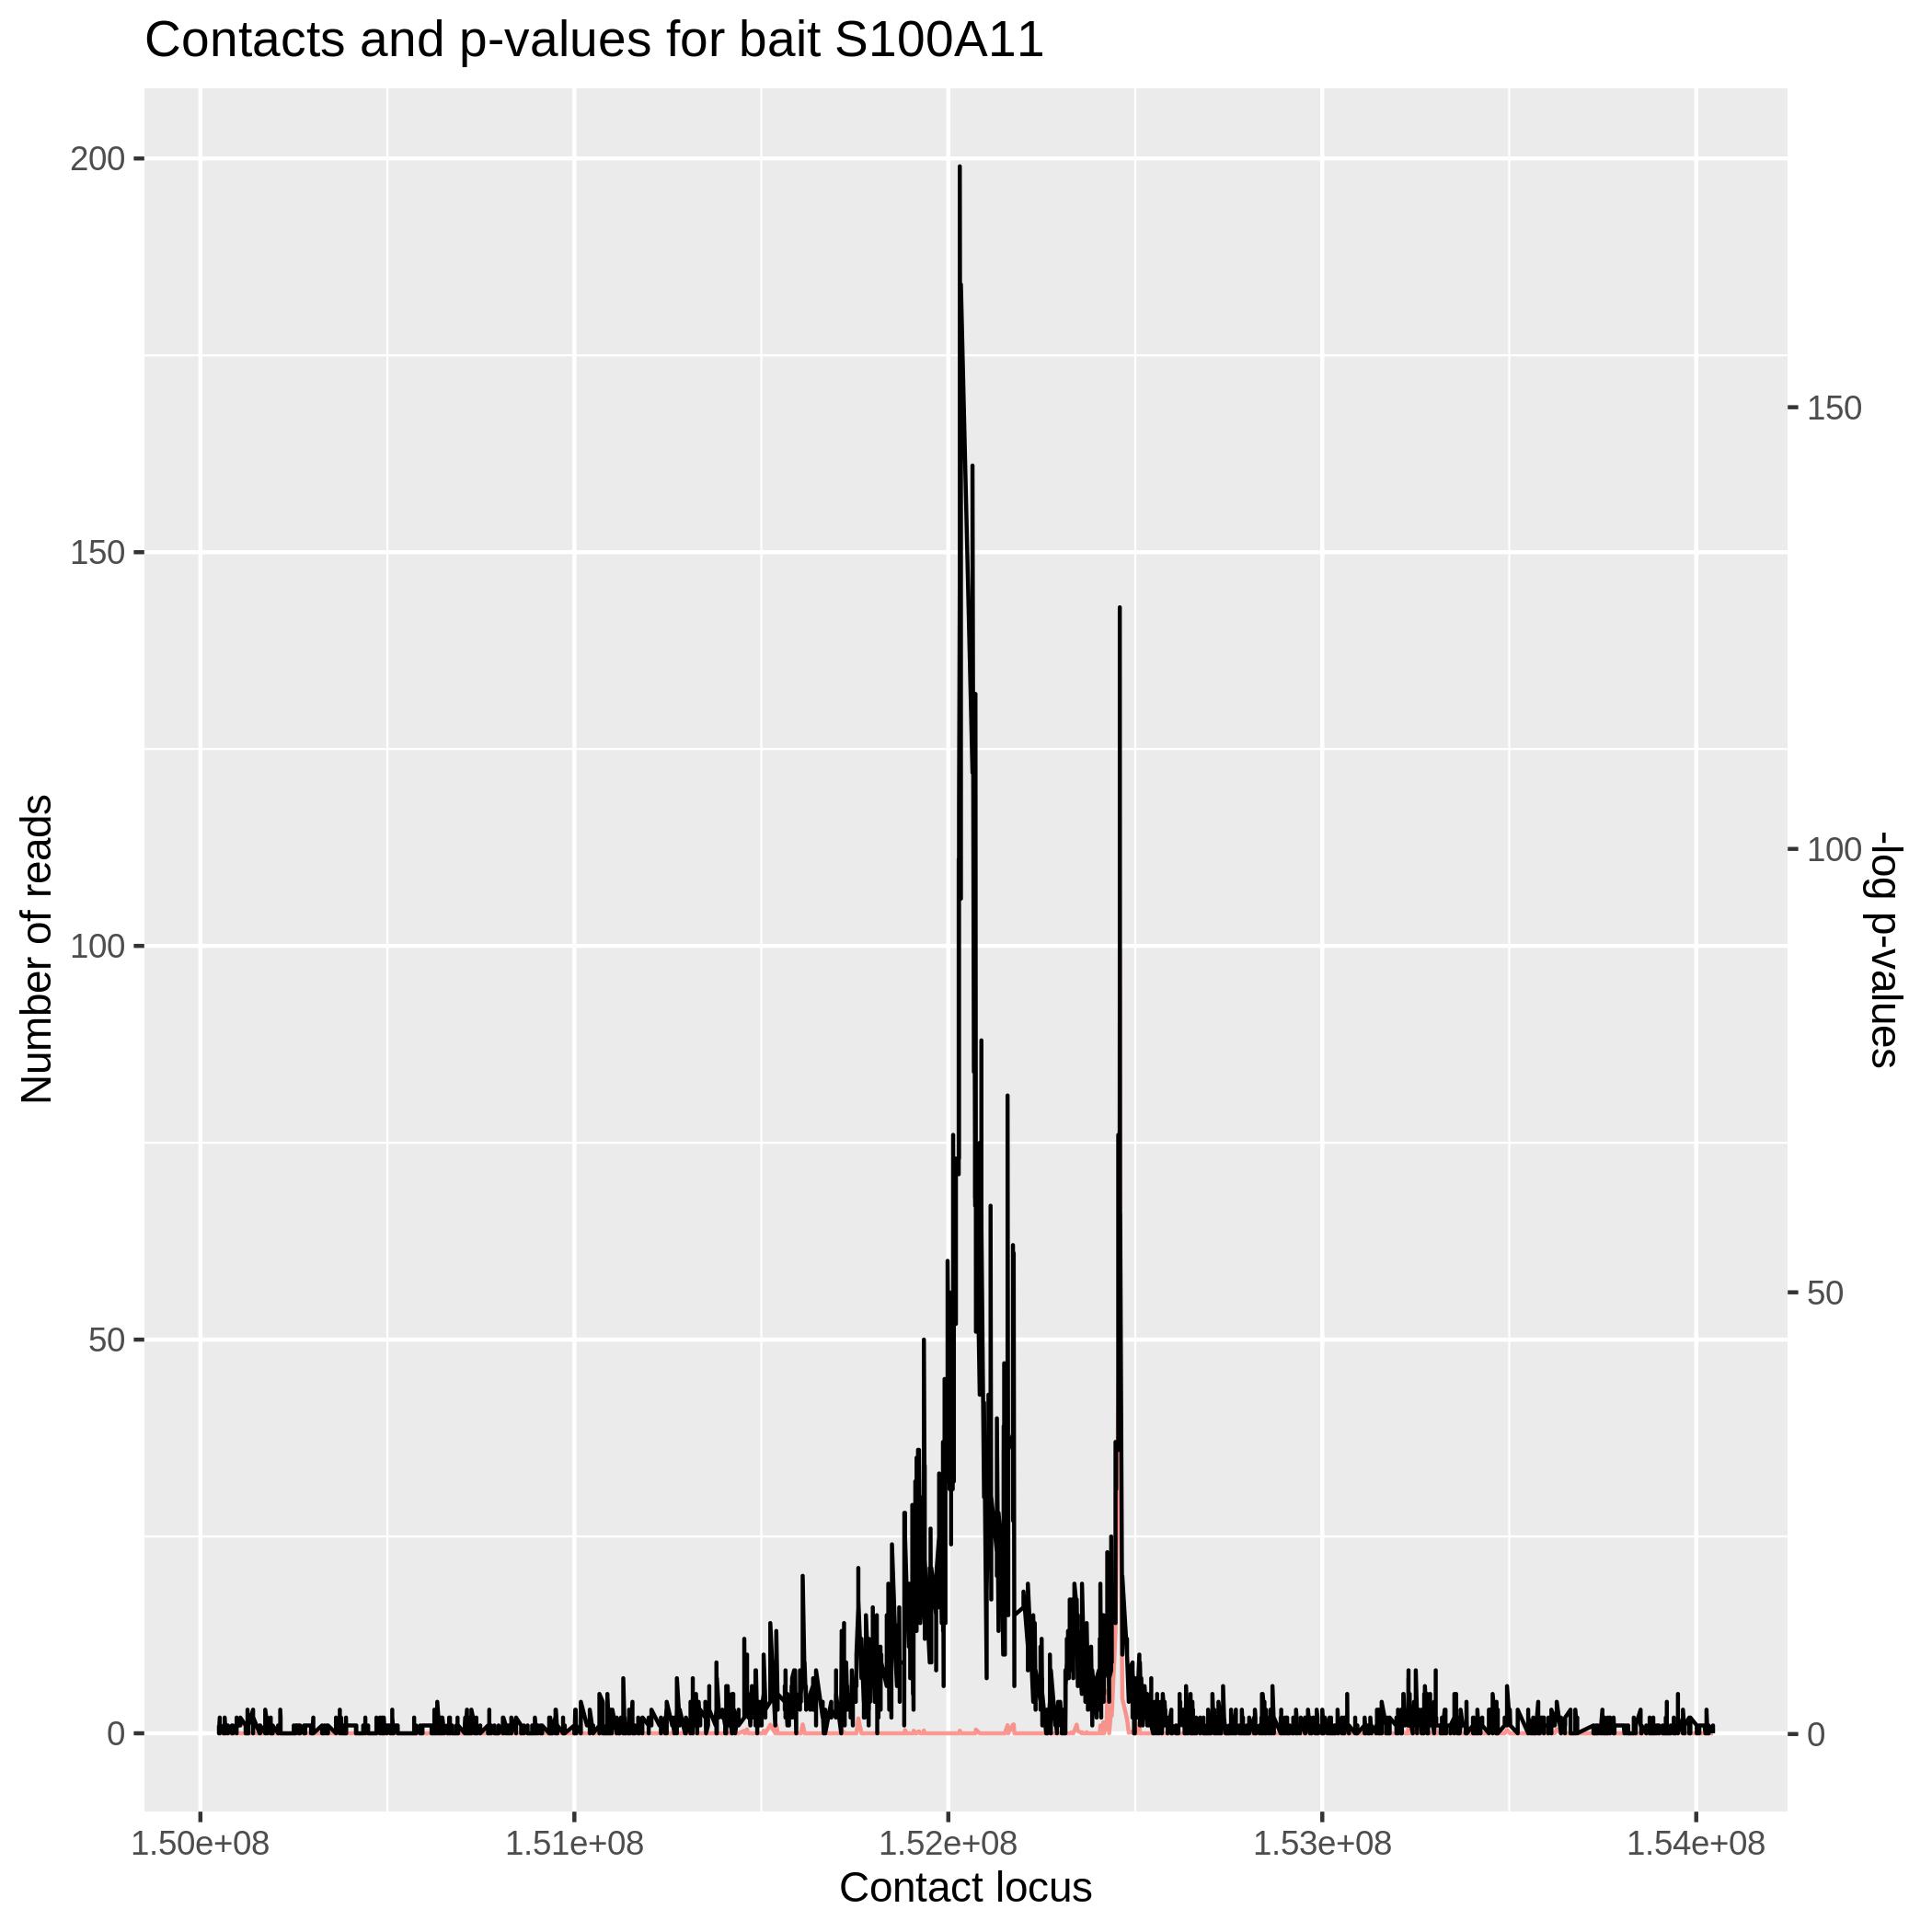 Contacts and p-values for bait S100A11
200
150
100
50
0
Number of reads
150
100
50
0
-log p-values
1.50e+08
1.51e+08
1.52e+08
1.53e+08
1.54e+08
Contact locus